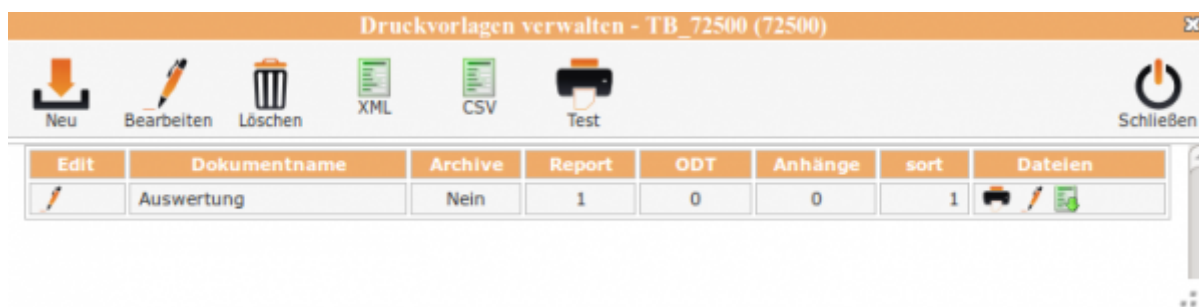 Druckvorlagen verwalten - TB_72500 (72500)
Neu Bearbeiten Löschen XML CSV Test Schließen
Edit Dokumentname Archive Report ODT Anhänge sort Dateien
Auswertung Nein 1 0 0 1